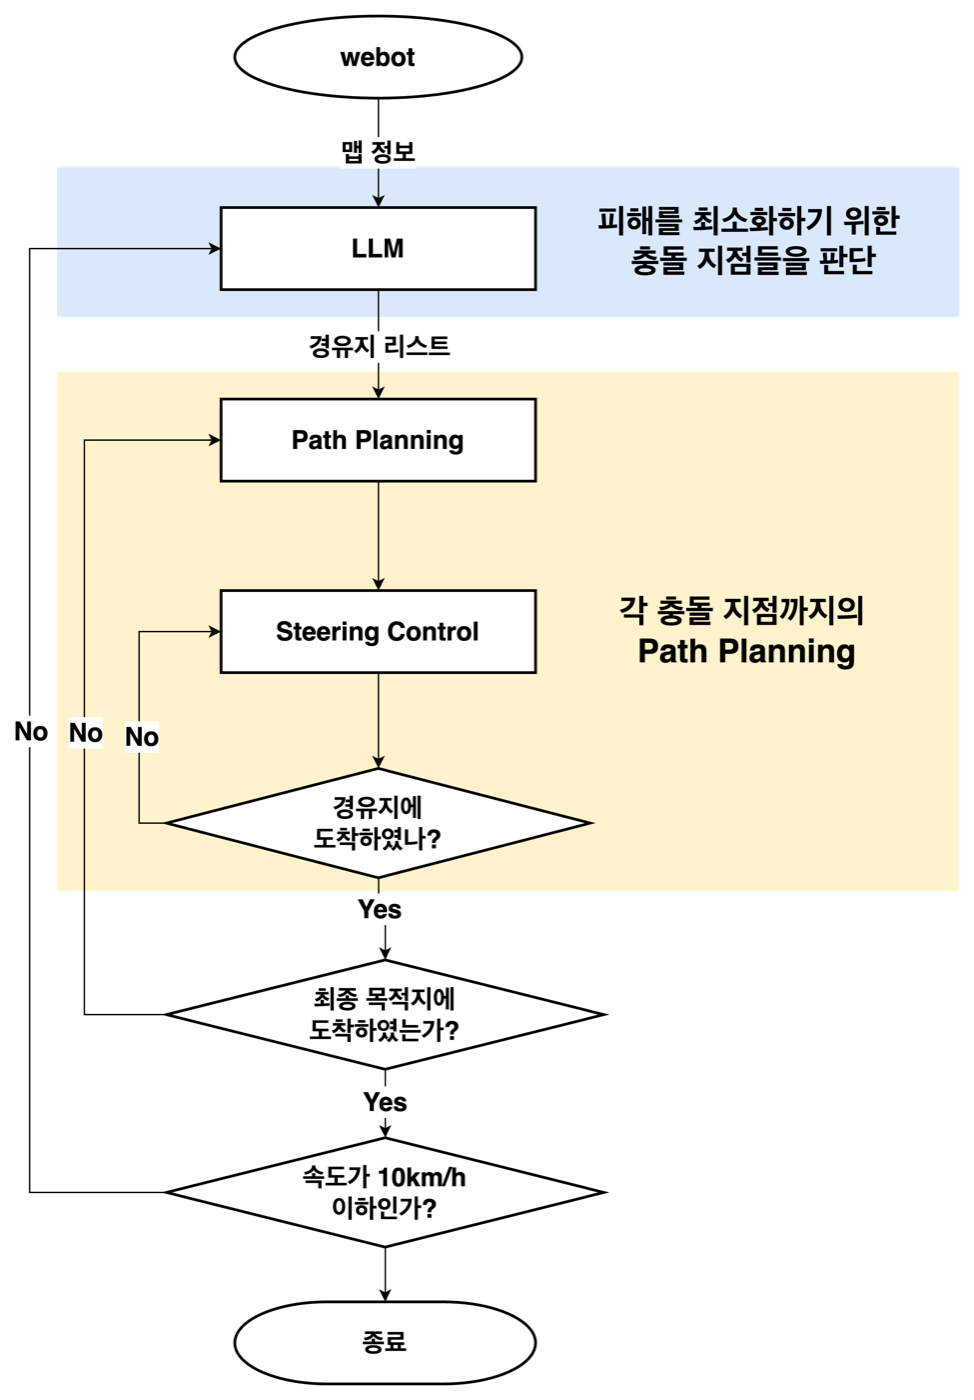 webot
맵 정보
LLM
피해를 최소화하기 위한
충돌 지점들을 판단
경유지 리스트
Path Planning
Steering Control
각 충돌 지점까지의
Path Planning
No
No
No
경유지에
도착하였나?
Yes
최종 목적지에
도착하였는가?
Yes
속도가 10km/h
이하인가?
종료